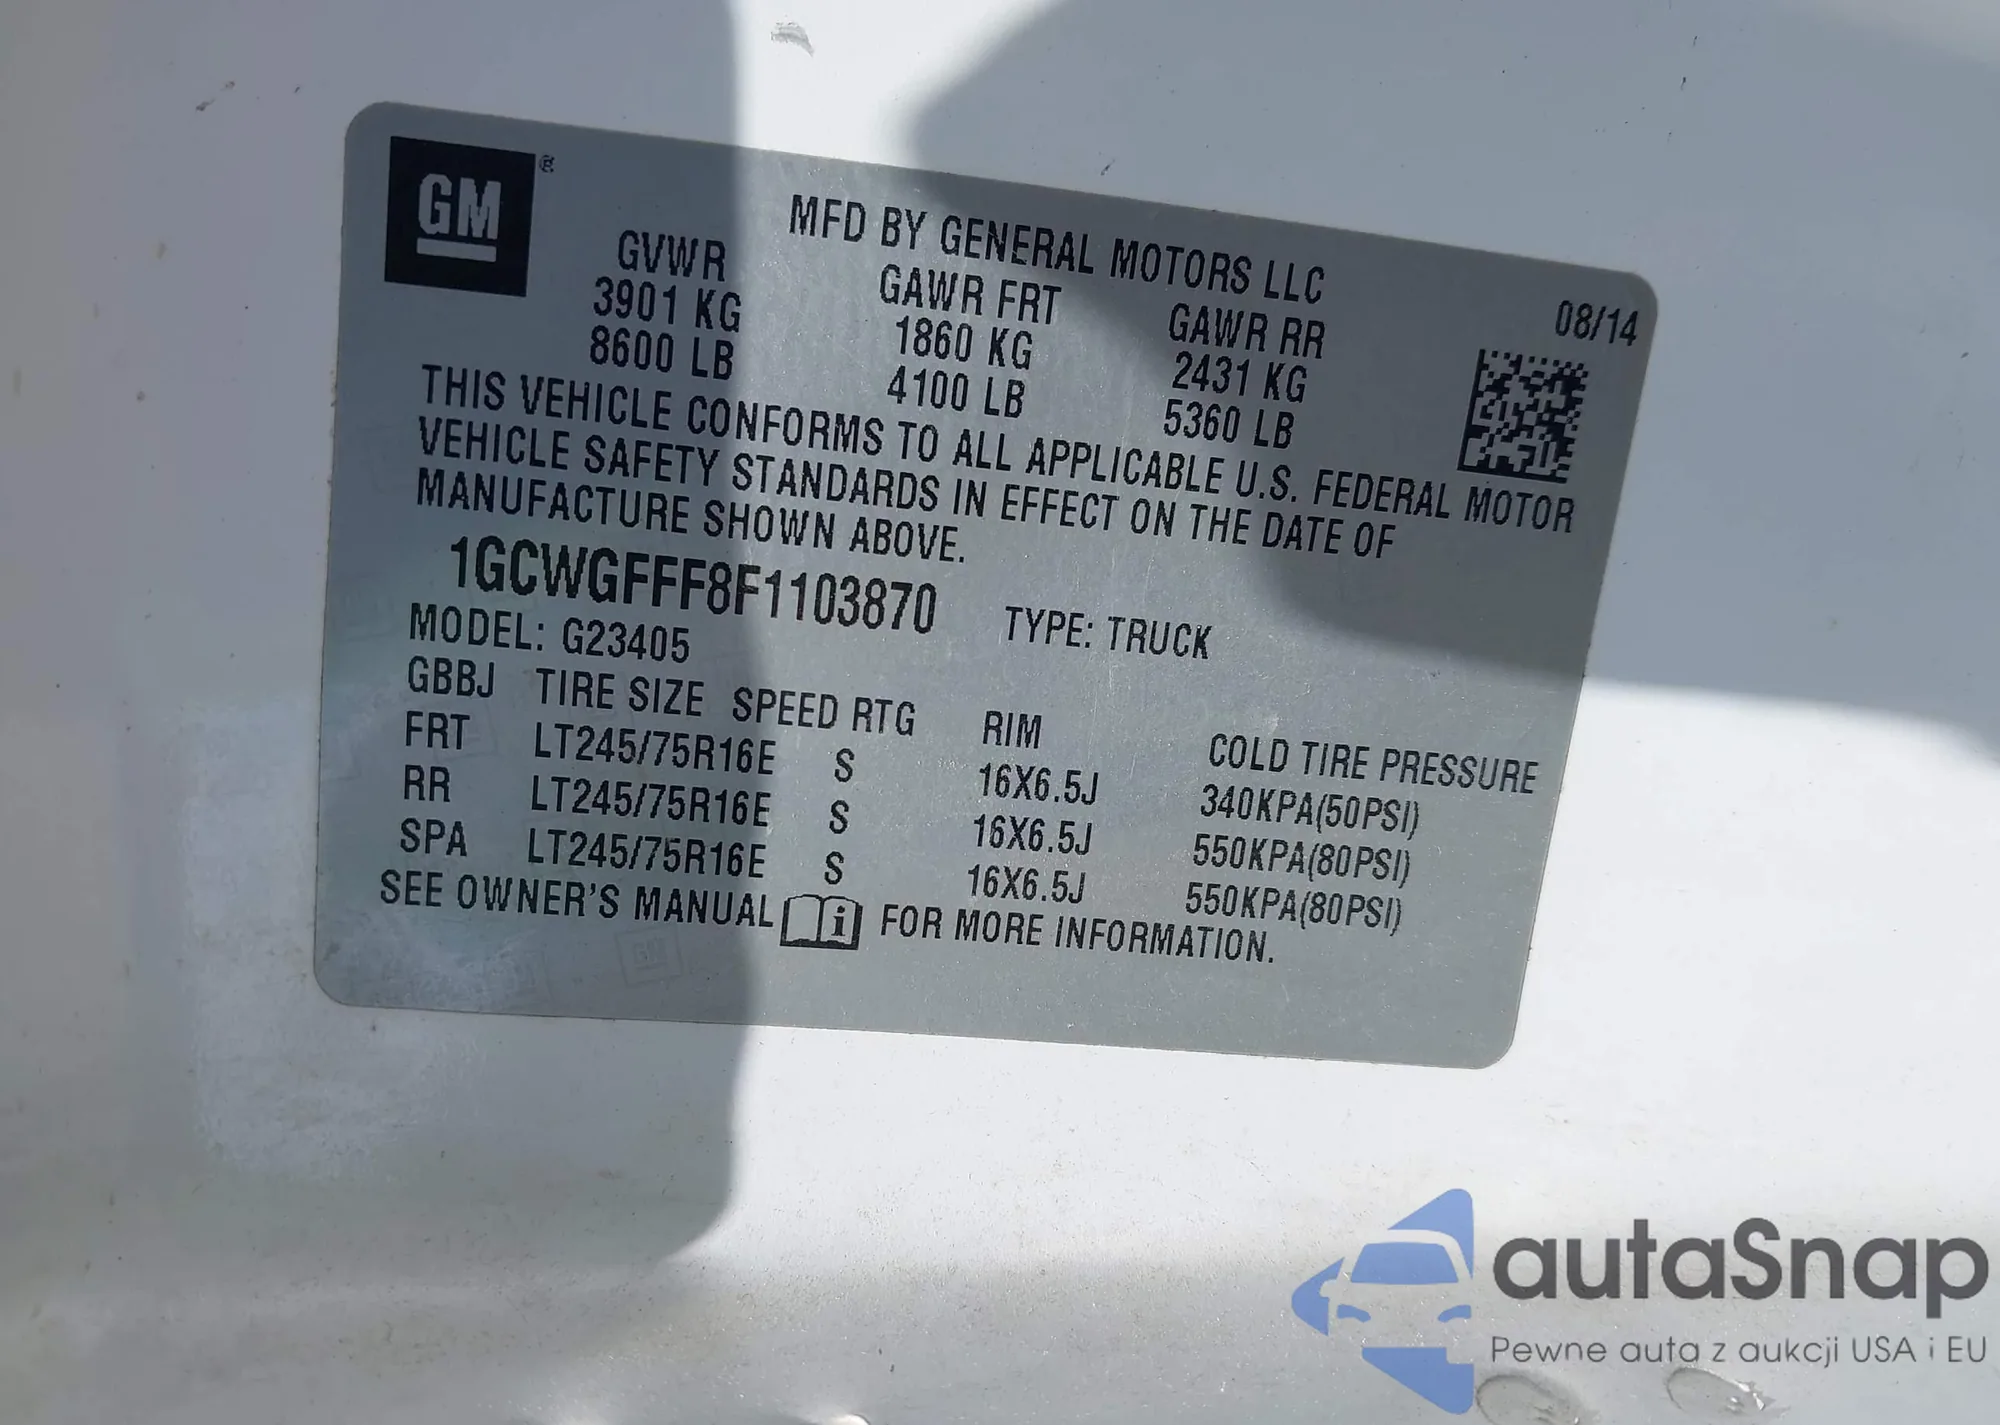 GM®
MFD BY GENERAL MOTORS LLC
08/14
GVWR GAWR FRT GAWR RR
3901 KG 1860 KG 2431 KG
8600 LB 4100 LB 5360 LB
THIS VEHICLE CONFORMS TO ALL APPLICABLE U.S. FEDERAL MOTOR
VEHICLE SAFETY STANDARDS IN EFFECT ON THE DATE OF
MANUFACTURE SHOWN ABOVE.
1GCWGFFF8F1103870 TYPE: TRUCK
MODEL: G23405
GBBJ TIRE SIZE SPEED RTG RIM COLD TIRE PRESSURE
FRT LT245/75R16E S 16X6.5J 340KPA(50PSI)
RR LT245/75R16E S 16X6.5J 550KPA(80PSI)
SPA LT245/75R16E S 16X6.5J 550KPA(80PSI)
SEE OWNER'S MANUAL i FOR MORE INFORMATION.
GM
autaSnap
Pewne auta z aukcji USA i EU